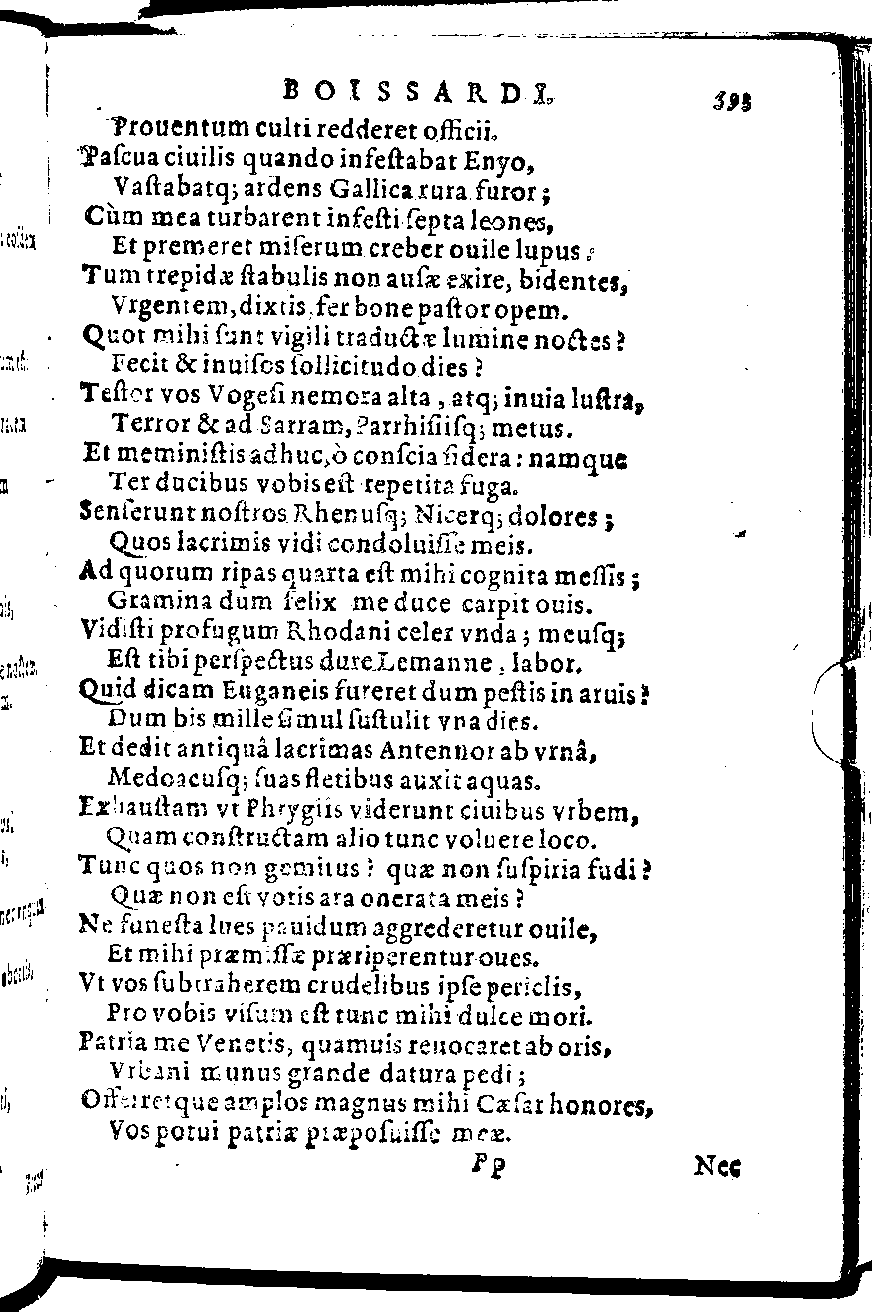 BOISSARDI. 393
Prouentum culti redderet officii.
Paſcua ciuilis quando infeſtabat Enyo,
Vaſtabatq; ardens Gallica rura furor;
Cùm mea turbarent infeſti ſepta leones,
Et premeret miſerum creber ouile lupus:
Tum trepidæ ſtabulis non auſæ exire, bidentes,
Vrgentem, dixtis, fer bone paſtor opem.
Quot mihi ſunt vigili traductæ lumine noctes?
Fecit & inuiſos ſollicitudo dies?
Teſtor vos Vogeſi nemora alta, atq; inuia luſtra,
Terror & ad Sarram, Parrhiſiiſq; metus.
Et meminiſtis adhuc, ò conſcia ſidera: namque
Ter ducibus vobis eſt repetita fuga.
Senſerunt noſtros Rhenuſq; Nicerq; dolores;
Quos lacrimis vidi condoluiſſe meis.
Ad quorum ripas quarta eſt mihi cognita meſſis;
Gramina dum felix me duce carpit ouis.
Vidiſti profugum Rhodani celer vnda; meuſq;
Eſt tibi perſpectus dure Lemanne, labor.
Quid dicam Euganeis fureret dum peſtis in aruis?
Dum bis mille ſimul ſuſtulit vna dies.
Et dedit antiquâ lacrimas Antennor ab vrnâ,
Medoacuſq; ſuas fletibus auxit aquas.
Exhauſtam vt Phrygiis viderunt ciuibus vrbem,
Quam conſtructam alio tunc voluere loco.
Tunc quos non gemitus? quæ non ſuſpiria fudi?
Quæ non eſt votis ara onerata meis?
Ne funeſta lues pauidum aggrederetur ouile,
Et mihi præmiſſæ præriperentur oues.
Vt vos ſubtraherem crudelibus ipſe periclis,
Pro vobis viſum eſt tunc mihi dulce mori.
Patria me Venetis, quamuis reuocaret ab oris,
Vrbani munus grande datura pedi;
Offerretque amplos magnus mihi Cæſar honores,
Vos potui patriæ præpoſuiſſe meæ.
Pp Nec